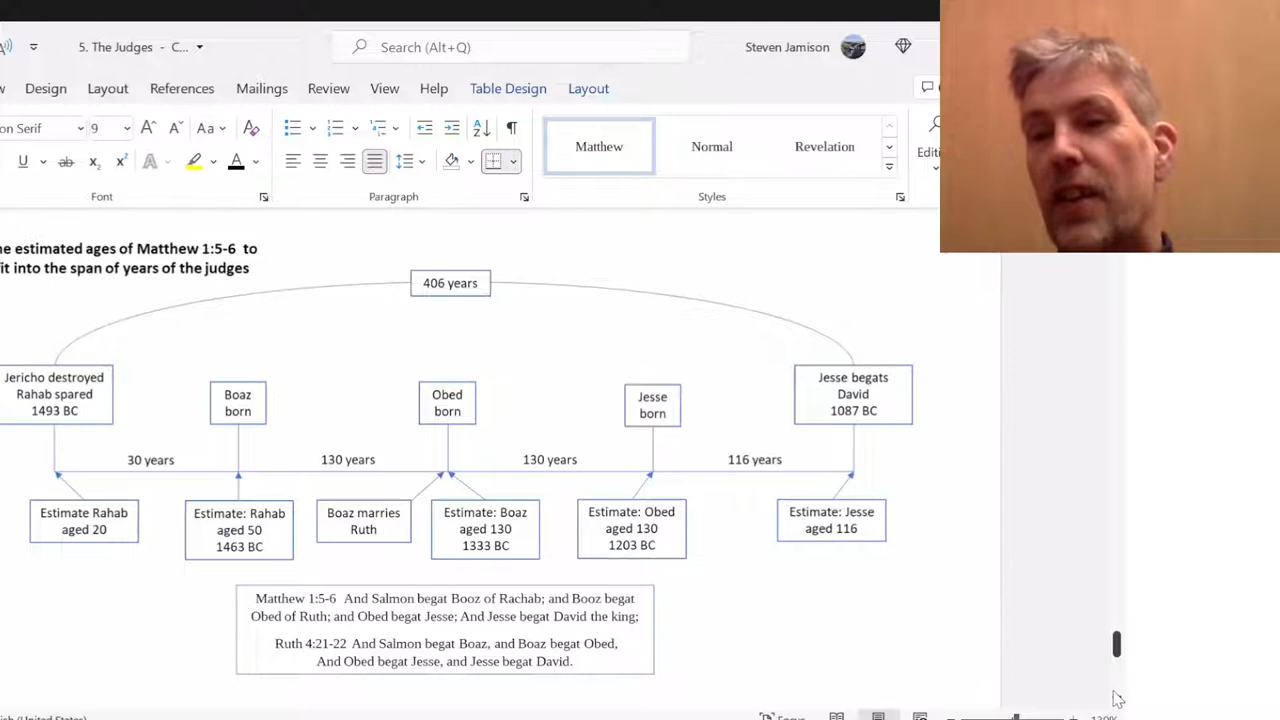 5. The Judges - C...
Search (Alt+Q)
Steven Jamison
Design Layout References Mailings Review View Help Table Design Layout
on Serif 9
Aa
Matthew Normal Revelation
Editi
Font Paragraph Styles
he estimated ages of Matthew 1:5-6 to
fit into the span of years of the judges
406 years
Jericho destroyed
Rahab spared
1493 BC
Boaz
born
Obed
born
Jesse
born
Jesse begats
David
1087 BC
30 years 130 years 130 years 116 years
Estimate Rahab
aged 20
Estimate: Rahab
aged 50
1463 BC
Boaz marries
Ruth
Estimate: Boaz
aged 130
1333 BC
Estimate: Obed
aged 130
1203 BC
Estimate: Jesse
aged 116
Matthew 1:5-6 And Salmon begat Booz of Rachab; and Booz begat
Obed of Ruth; and Obed begat Jesse; And Jesse begat David the king;
Ruth 4:21-22 And Salmon begat Boaz, and Boaz begat Obed,
And Obed begat Jesse, and Jesse begat David.